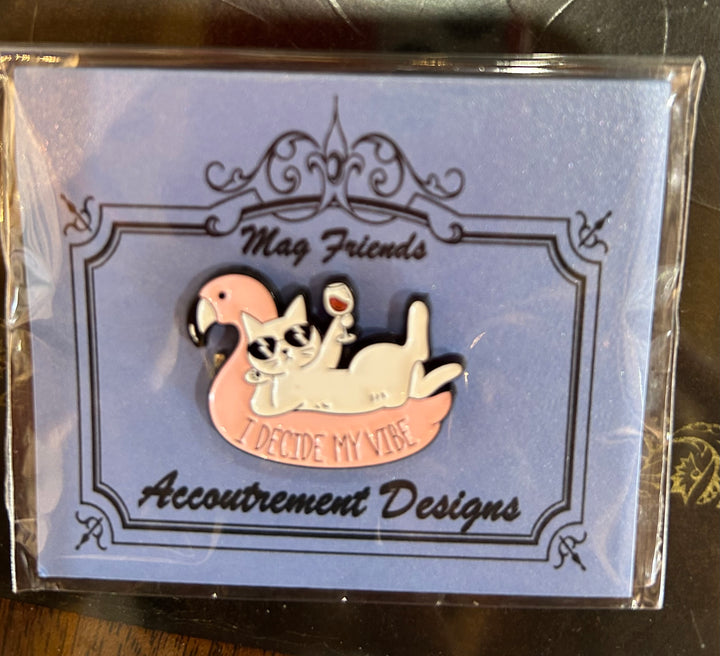 Mag Friends
I DECIDE MY VIBE
Accoutrement Designs